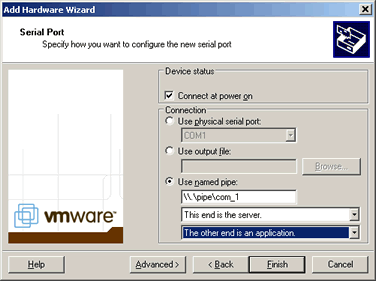 Add Hardware Wizard
Serial Port
Specify how you want to configure the new serial port
Device status
Connect at power on
Connection
Use physical serial port:
COM1
Use output file:
Browse...
Use named pipe:
\\.\pipe\com_1
This end is the server.
The other end is an application.
vmware™
Help
Advanced >
< Back
Finish
Cancel